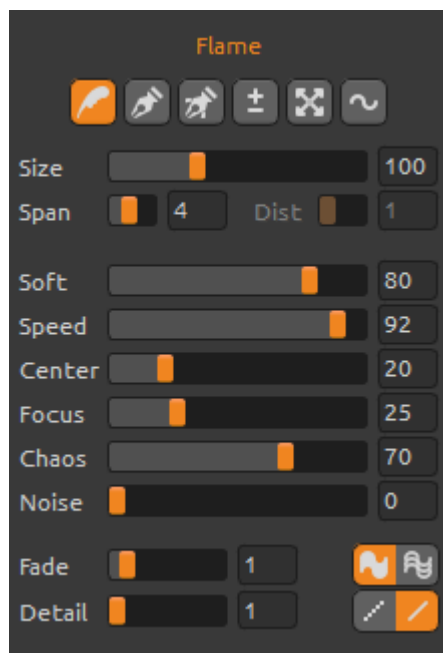 Flame
Size 100
Span 4 Dist 1
Soft 80
Speed 92
Center 20
Focus 25
Chaos 70
Noise 0
Fade 1
Detail 1